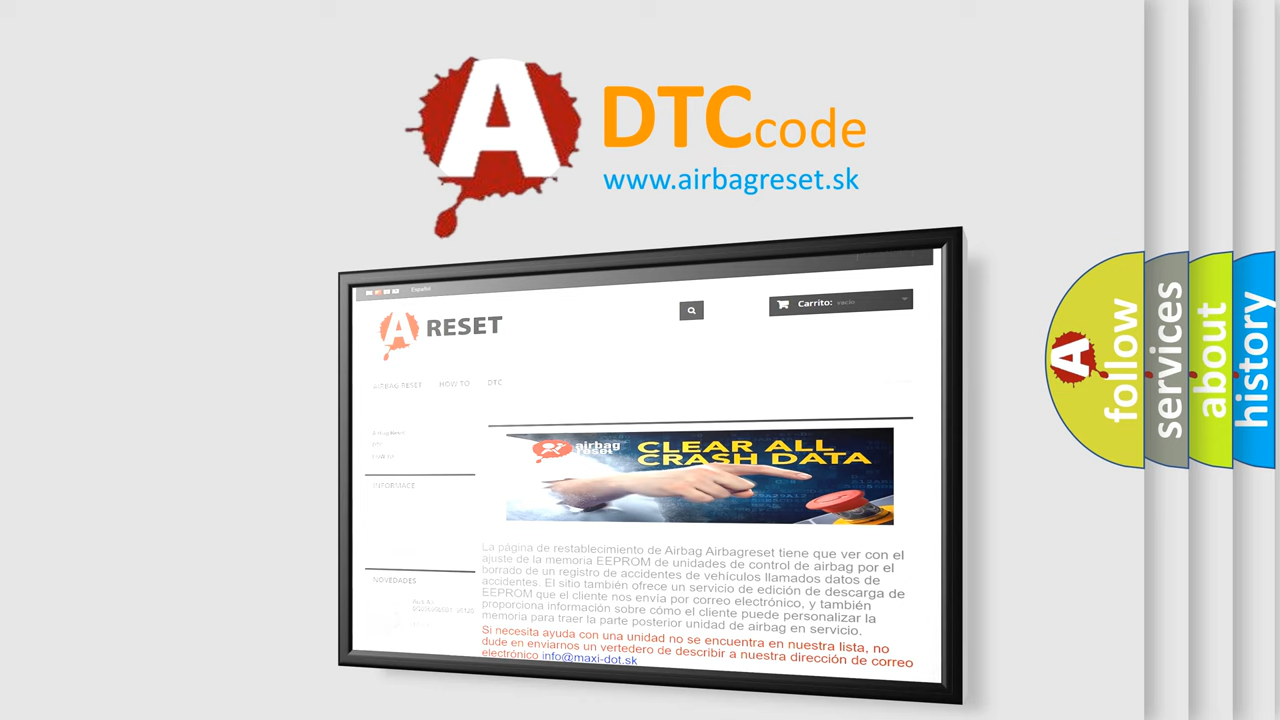 A DTC code
www.airbagreset.sk
Español
A RESET
Carrito: vacío
AIRBAG RESET HOW TO DTC
INFORMACE
airbag
reset
CLEAR ALL
CRASH DATA
La página de restablecimiento de Airbag Airbagreset tiene que ver con el
ajuste de la memoria EEPROM de unidades de control de airbag por el
borrado de un registro de accidentes de vehículos llamados datos de
accidentes. El sitio también ofrece un servicio de edición de descarga de
EEPROM que el cliente nos envía por correo electrónico, y también
proporciona información sobre cómo el cliente puede personalizar la
memoria para traer la parte posterior unidad de airbag en servicio.
Si necesita ayuda con una unidad no se encuentra en nuestra lista, no
dude en enviarnos un vertedero de describir a nuestra dirección de correo
electrónico info@maxi-dot.sk
NOVEDADES
A follow
services
about
history